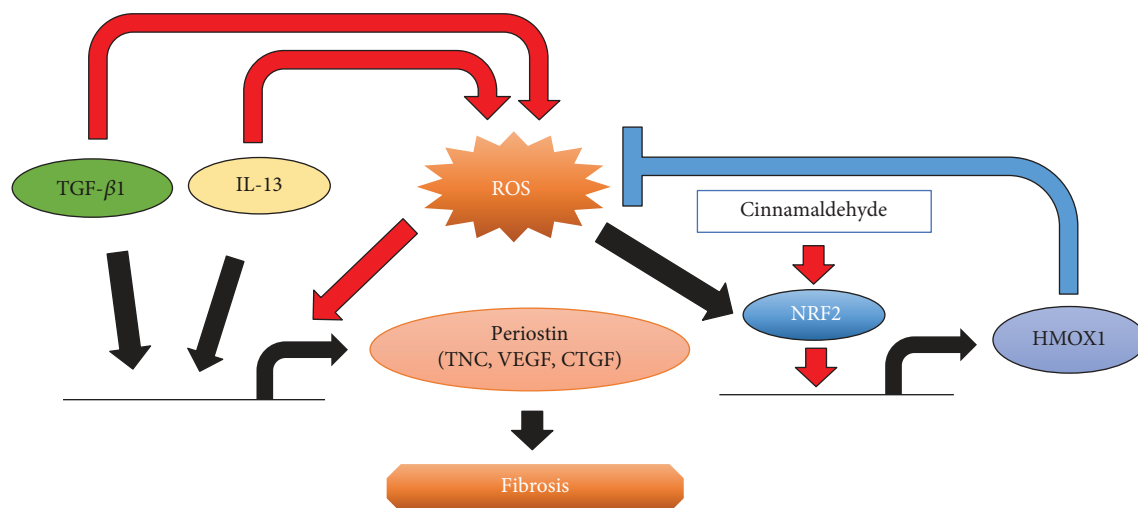 TGF-β1
IL-13
ROS
Cinnamaldehyde
NRF2
HMOX1
Periostin
(TNC, VEGF, CTGF)
Fibrosis